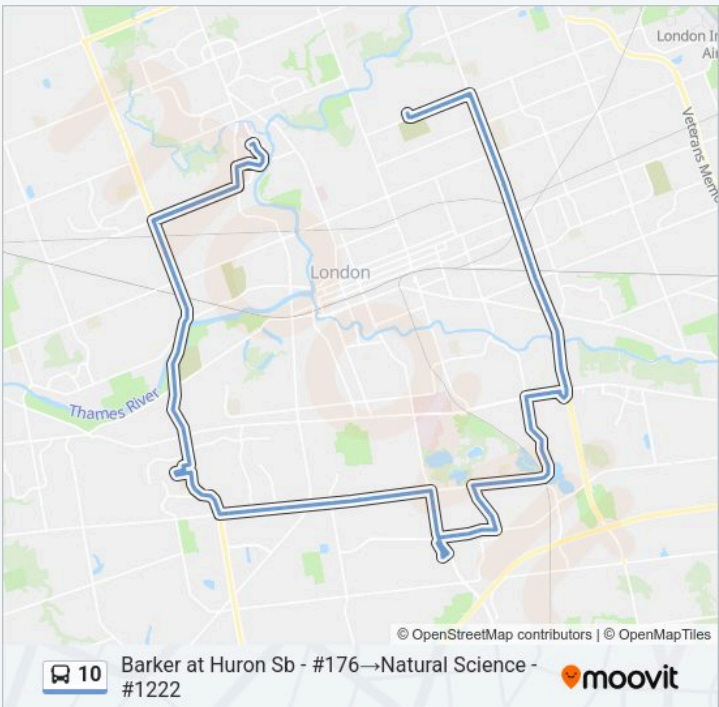 London In
Air
Veterans Memo
London
Thames River
© OpenStreetMap contributors | © OpenMapTiles
10
Barker at Huron Sb - #176→Natural Science -
#1222
moovit